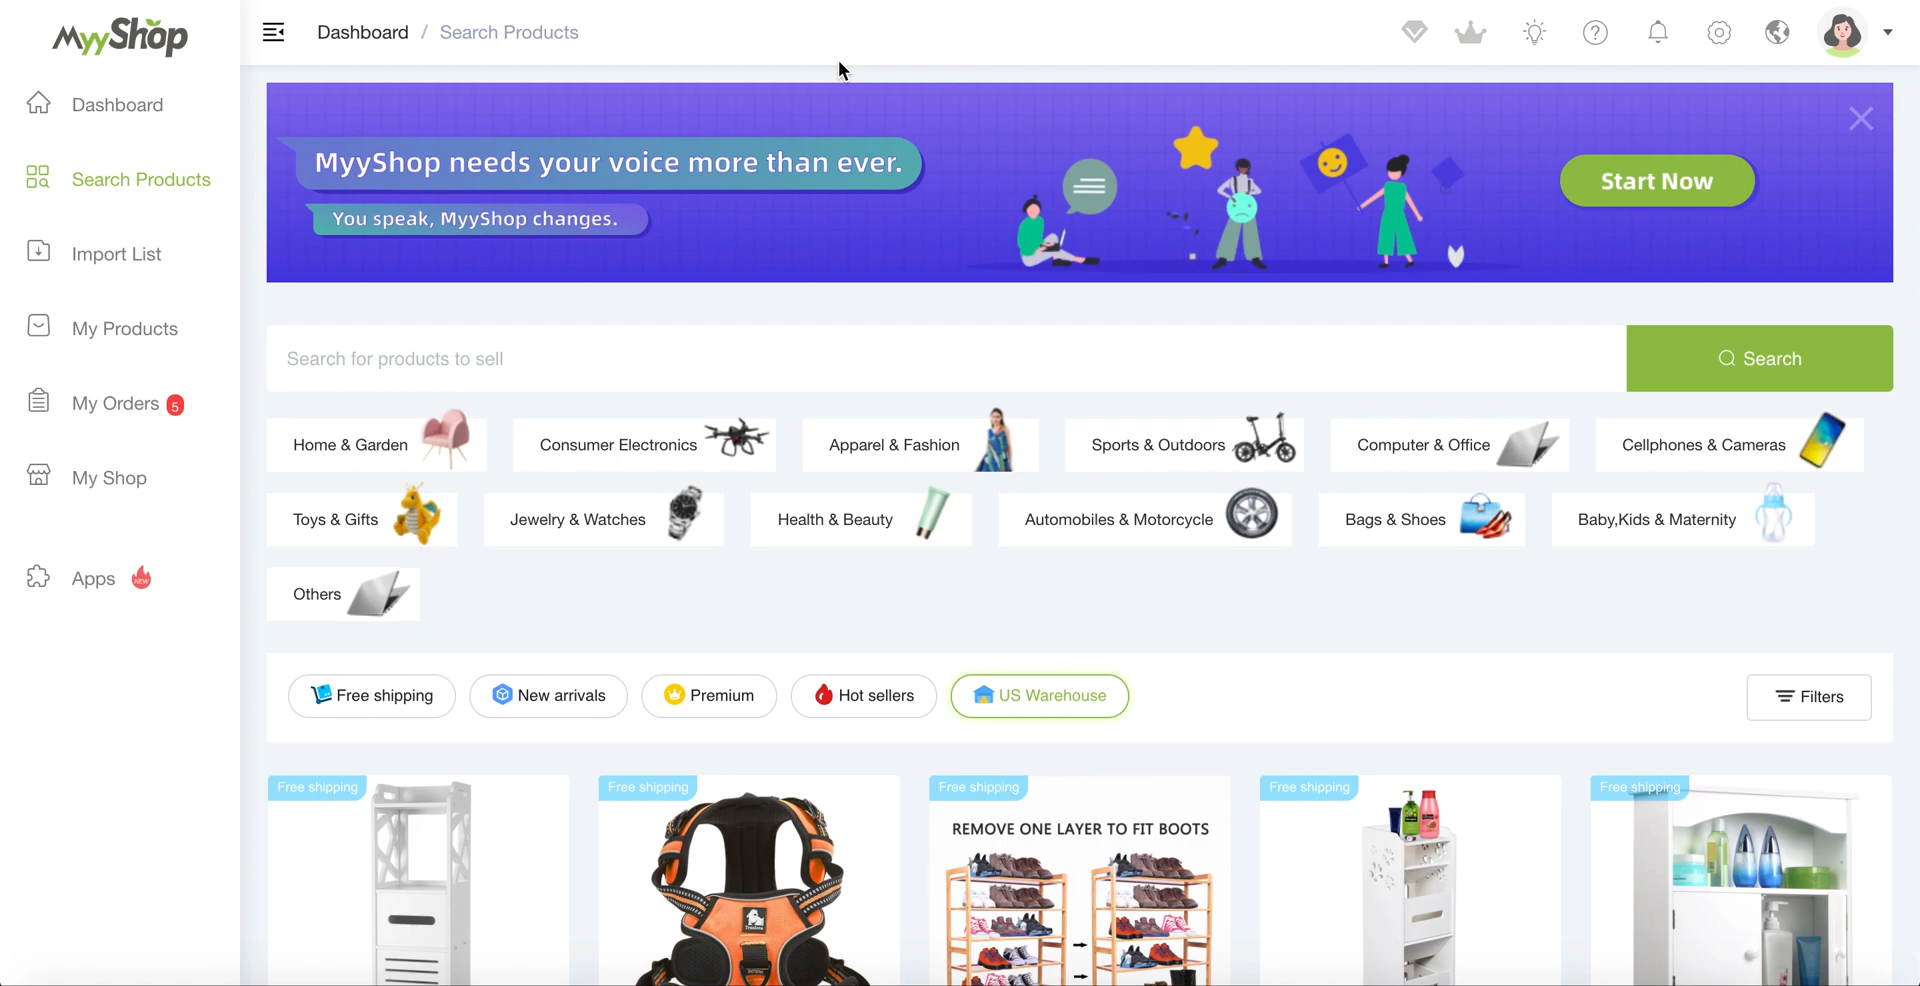 MyyShop
Dashboard / Search Products
Dashboard
Search Products
Import List
My Products
My Orders 5
My Shop
Apps NEW
MyyShop needs your voice more than ever.
You speak, MyyShop changes.
Start Now
Search for products to sell
Search
Home & Garden
Consumer Electronics
Apparel & Fashion
Sports & Outdoors
Computer & Office
Cellphones & Cameras
Toys & Gifts
Jewelry & Watches
Health & Beauty
Automobiles & Motorcycle
Bags & Shoes
Baby,Kids & Maternity
Others
Free shipping
New arrivals
Premium
Hot sellers
US Warehouse
Filters
Free shipping
Free shipping
Free shipping
Free shipping
Free shipping
REMOVE ONE LAYER TO FIT BOOTS
Truelove